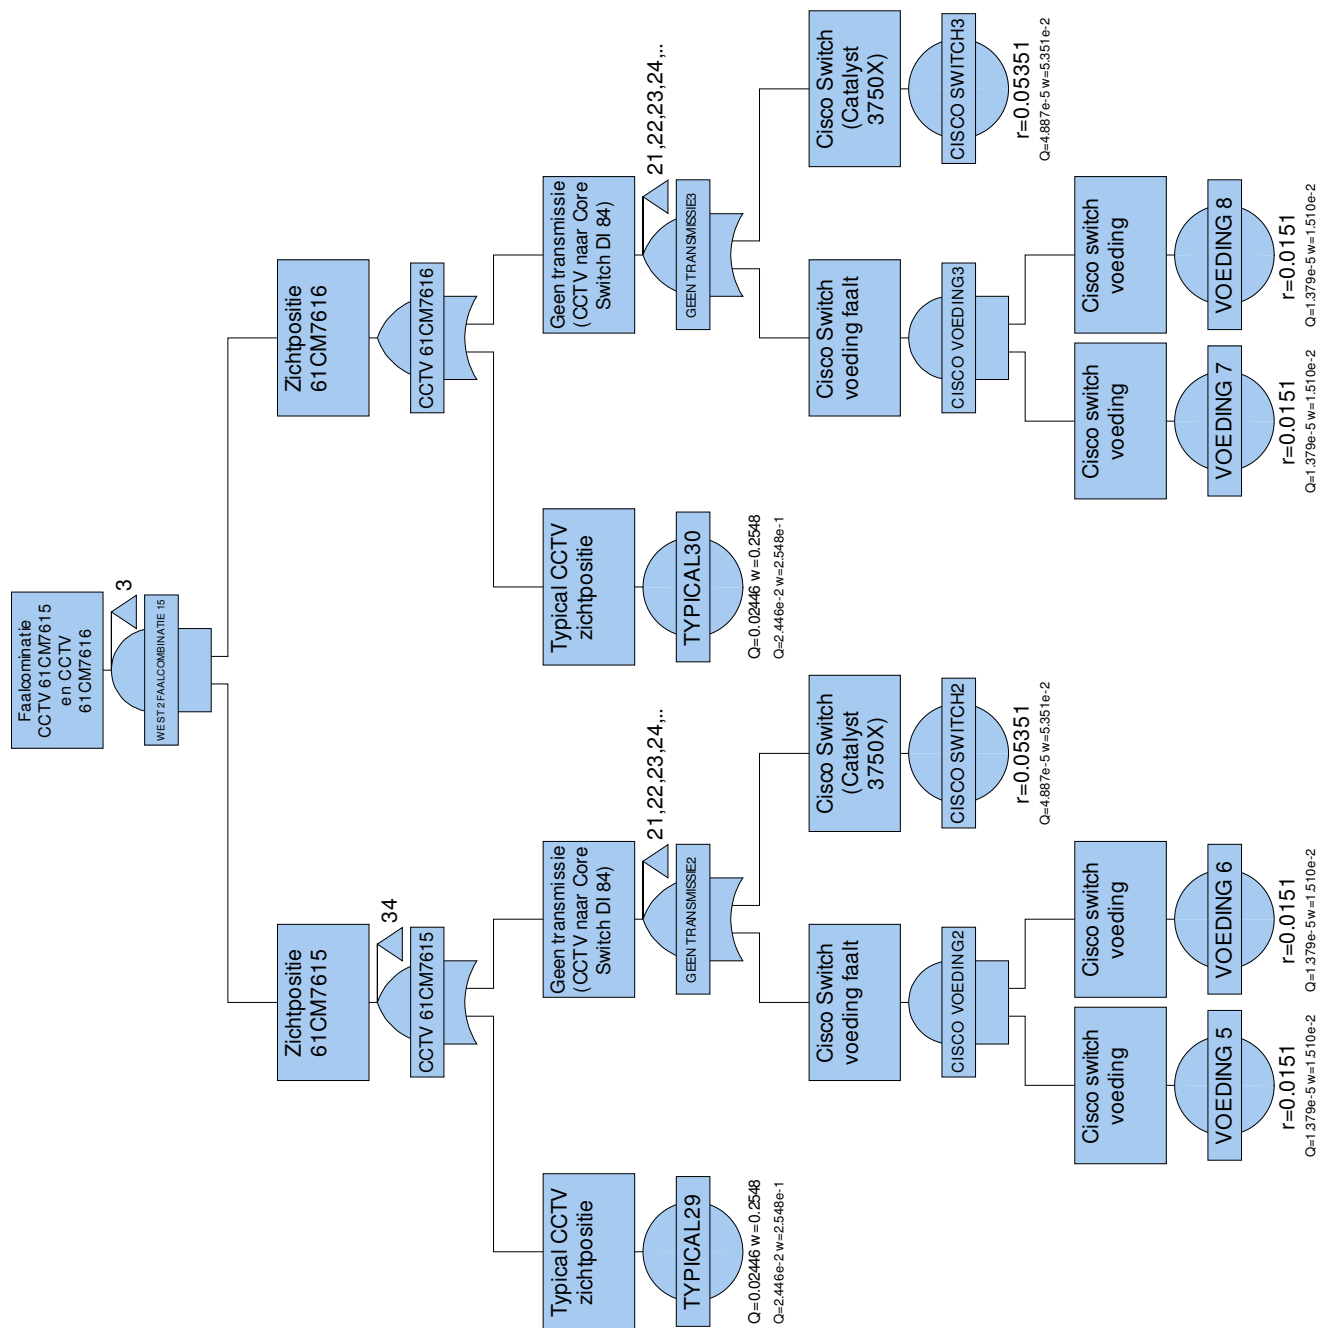 Faalcominatie
CCTV 61CM7615
en CCTV
61CM7616
3
WEST 2 FAALCOMBINATIE 15
Zichtpositie
61CM7615
34
CCTV 61CM7615
Zichtpositie
61CM7616
CCTV 61CM7616
Typical CCTV
zichtpositie
TYPICAL29
Q=0.02446 w=0.2548
Q=2.446e-2 w=2.548e-1
Geen transmissie
(CCTV naar Core
Switch DI 84)
21,22,23,24,..
GEEN TRANSMISSIE2
Typical CCTV
zichtpositie
TYPICAL30
Q=0.02446 w=0.2548
Q=2.446e-2 w=2.548e-1
Geen transmissie
(CCTV naar Core
Switch DI 84)
21,22,23,24,..
GEEN TRANSMISSIE3
Cisco Switch
voeding faalt
CISCO VOEDING2
Cisco Switch
(Catalyst
3750X)
CISCO SWITCH2
r=0.05351
Q=4.887e-5 w=5.351e-2
Cisco Switch
voeding faalt
CISCO VOEDING3
Cisco Switch
(Catalyst
3750X)
CISCO SWITCH3
r=0.05351
Q=4.887e-5 w=5.351e-2
Cisco switch
voeding
VOEDING 5
r=0.0151
Q=1.379e-5 w=1.510e-2
Cisco switch
voeding
VOEDING 6
r=0.0151
Q=1.379e-5 w=1.510e-2
Cisco switch
voeding
VOEDING 7
r=0.0151
Q=1.379e-5 w=1.510e-2
Cisco switch
voeding
VOEDING 8
r=0.0151
Q=1.379e-5 w=1.510e-2